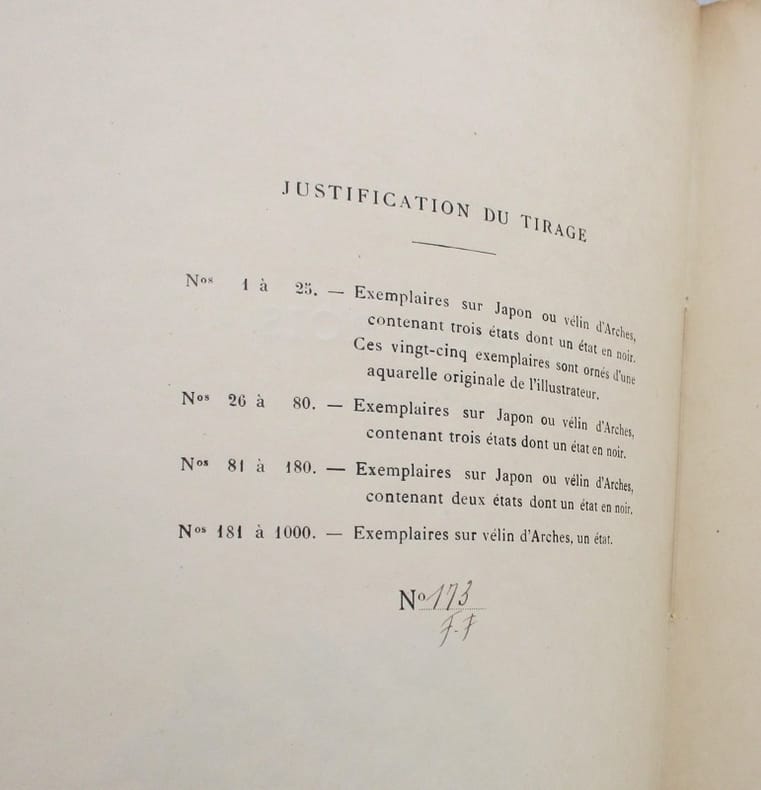 JUSTIFICATION DU TIRAGE
Nos 1 à 25. — Exemplaires sur Japon ou vélin d'Arches,
contenant trois états dont un état en noir.
Ces vingt-cinq exemplaires sont ornés d'une
aquarelle originale de l'illustrateur.
Nos 26 à 80. — Exemplaires sur Japon ou vélin d'Arches,
contenant trois états dont un état en noir.
Nos 81 à 180. — Exemplaires sur Japon ou vélin d'Arches,
contenant deux états dont un état en noir.
Nos 181 à 1000. — Exemplaires sur vélin d'Arches, un état.
No 173
F.F